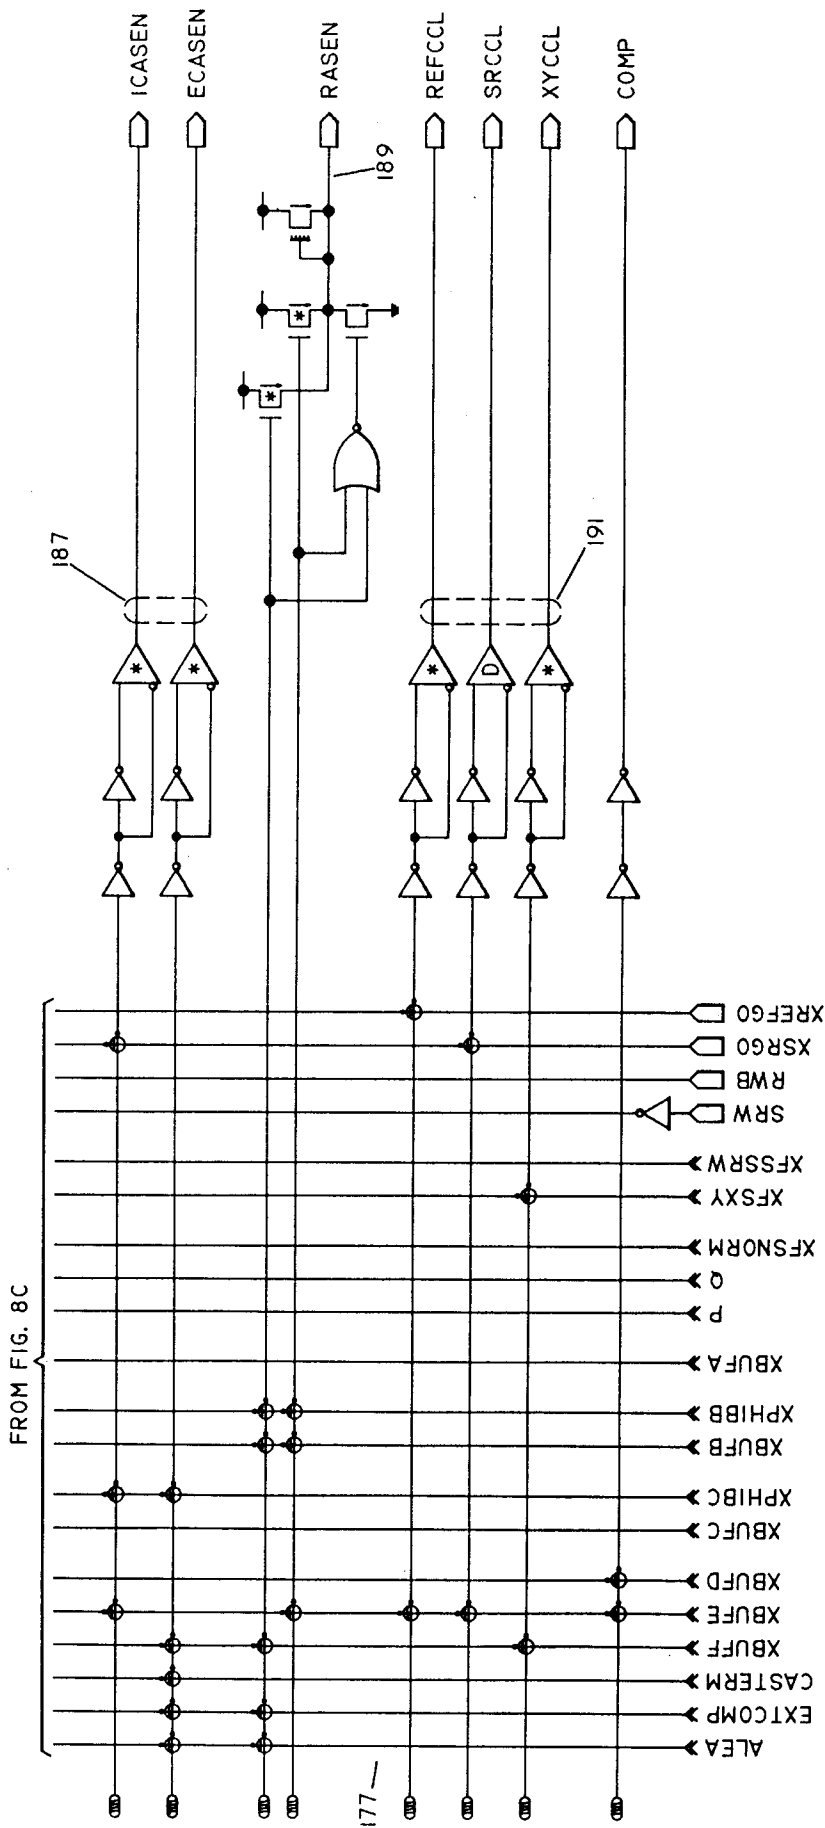 ICASEN
ECASEN
RASEN
REFCCL
SRCCL
XYCCL
COMP
187
189
191
*
*
*
*
*
D
*
FROM FIG. 8C
XREFGO
XSRGO
RWB
SRW
XFSSRW
XFSXY
XFSNORM
Q
P
XBUFA
XPHIBB
XBUFB
XPHIBC
XBUFC
XBUFD
XBUFE
XBUFF
CASTERM
EXTCOMP
ALEA
177